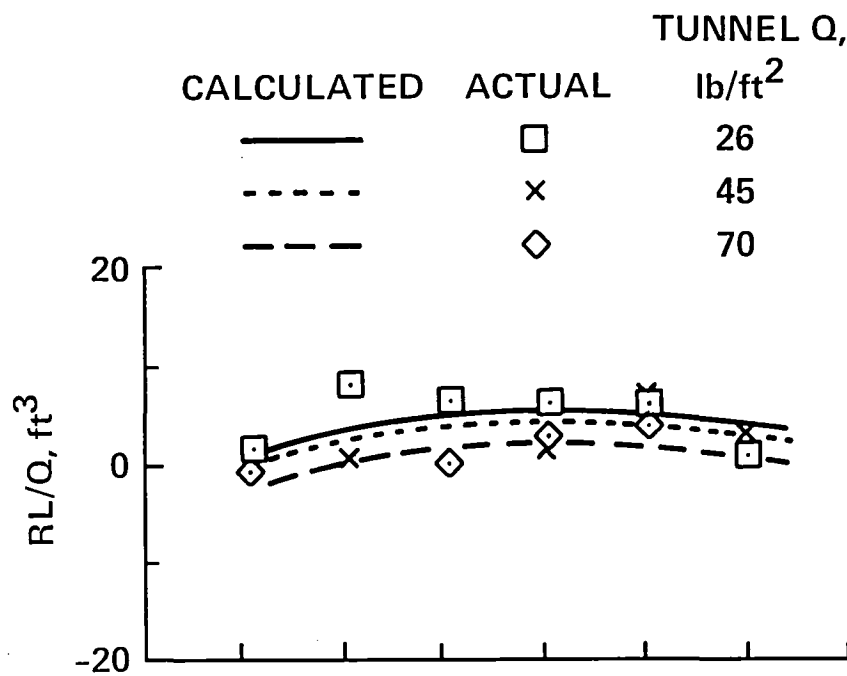 TUNNEL Q,
CALCULATED ACTUAL lb/ft²
26
45
70
20
0
-20
RL/Q, ft³